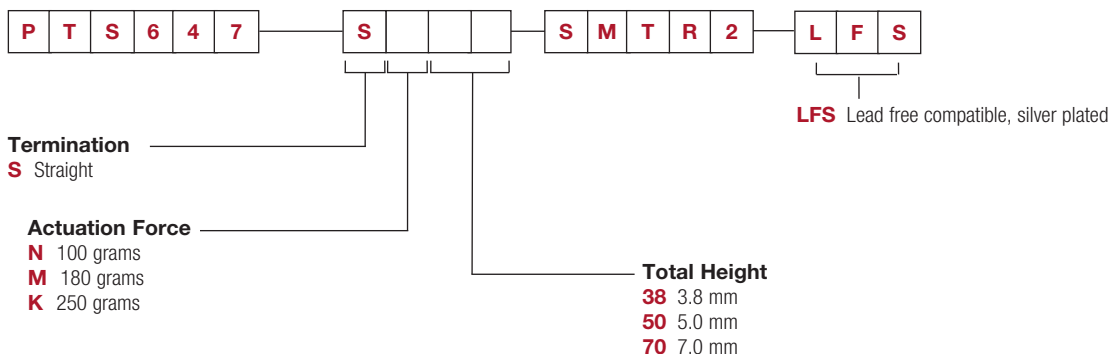 P T S 6 4 7 S S M T R 2 L F S
LFS Lead free compatible, silver plated
Termination
S Straight
Actuation Force
N 100 grams
M 180 grams
K 250 grams
Total Height
38 3.8 mm
50 5.0 mm
70 7.0 mm